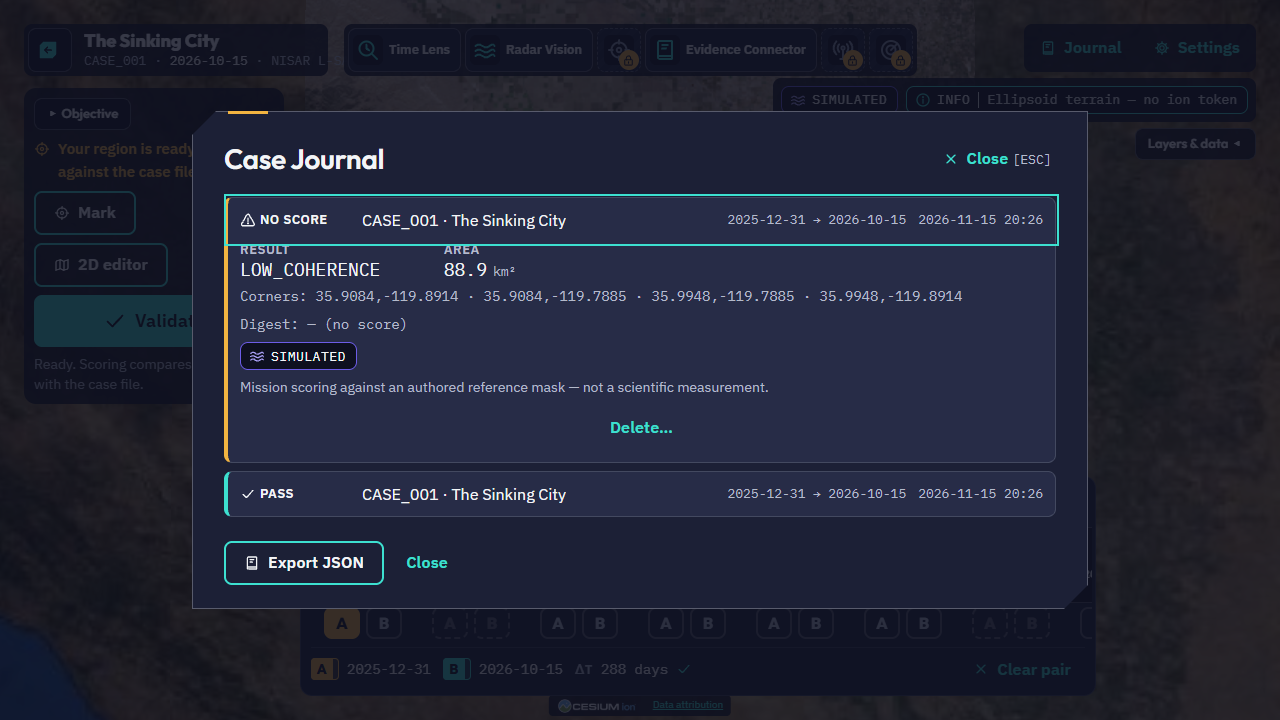 The Sinking City
CASE_001 · 2026-10-15 · NISAR L
Time Lens
Radar Vision
Evidence Connector
Journal
Settings
SIMULATED
INFO | Ellipsoid terrain — no ion token
Objective
Layers & data
Your region is ready
against the case file
Mark
2D editor
Validat
Ready. Scoring compares
with the case file.
Case Journal
Close [ESC]
NO SCORE CASE_001 · The Sinking City 2025-12-31 → 2026-10-15 2026-11-15 20:26
RESULT AREA
LOW_COHERENCE 88.9 km²
Corners: 35.9084,-119.8914 · 35.9084,-119.7885 · 35.9948,-119.7885 · 35.9948,-119.8914
Digest: — (no score)
SIMULATED
Mission scoring against an authored reference mask — not a scientific measurement.
Delete...
PASS CASE_001 · The Sinking City 2025-12-31 → 2026-10-15 2026-11-15 20:26
Export JSON
Close
A B A B A B A B A B A B A B
A 2025-12-31 B 2026-10-15 ΔT 288 days
Clear pair
CESIUM ion Data attribution